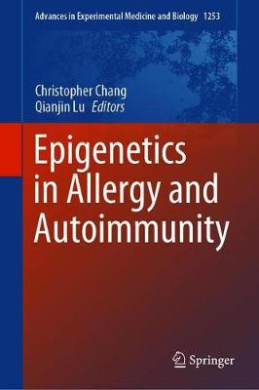 Advances in Experimental Medicine and Biology 1253
Christopher Chang
Qianjin Lu Editors
Epigenetics
in Allergy and
Autoimmunity
Springer